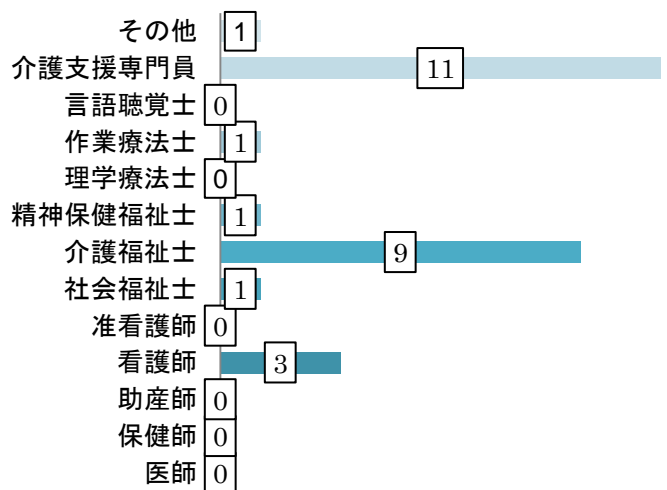 その他 1
介護支援専門員 11
言語聴覚士 0
作業療法士 1
理学療法士 0
精神保健福祉士 1
介護福祉士 9
社会福祉士 1
准看護師 0
看護師 3
助産師 0
保健師 0
医師 0